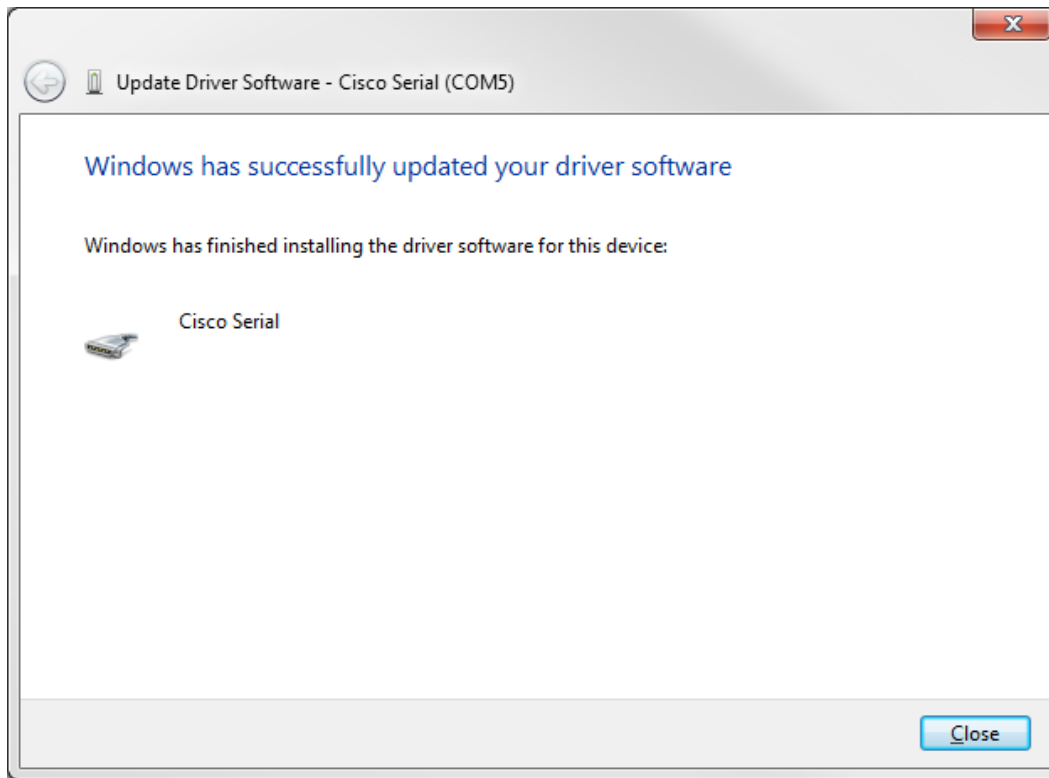 Update Driver Software - Cisco Serial (COM5)
Windows has successfully updated your driver software
Windows has finished installing the driver software for this device:
Cisco Serial
Close